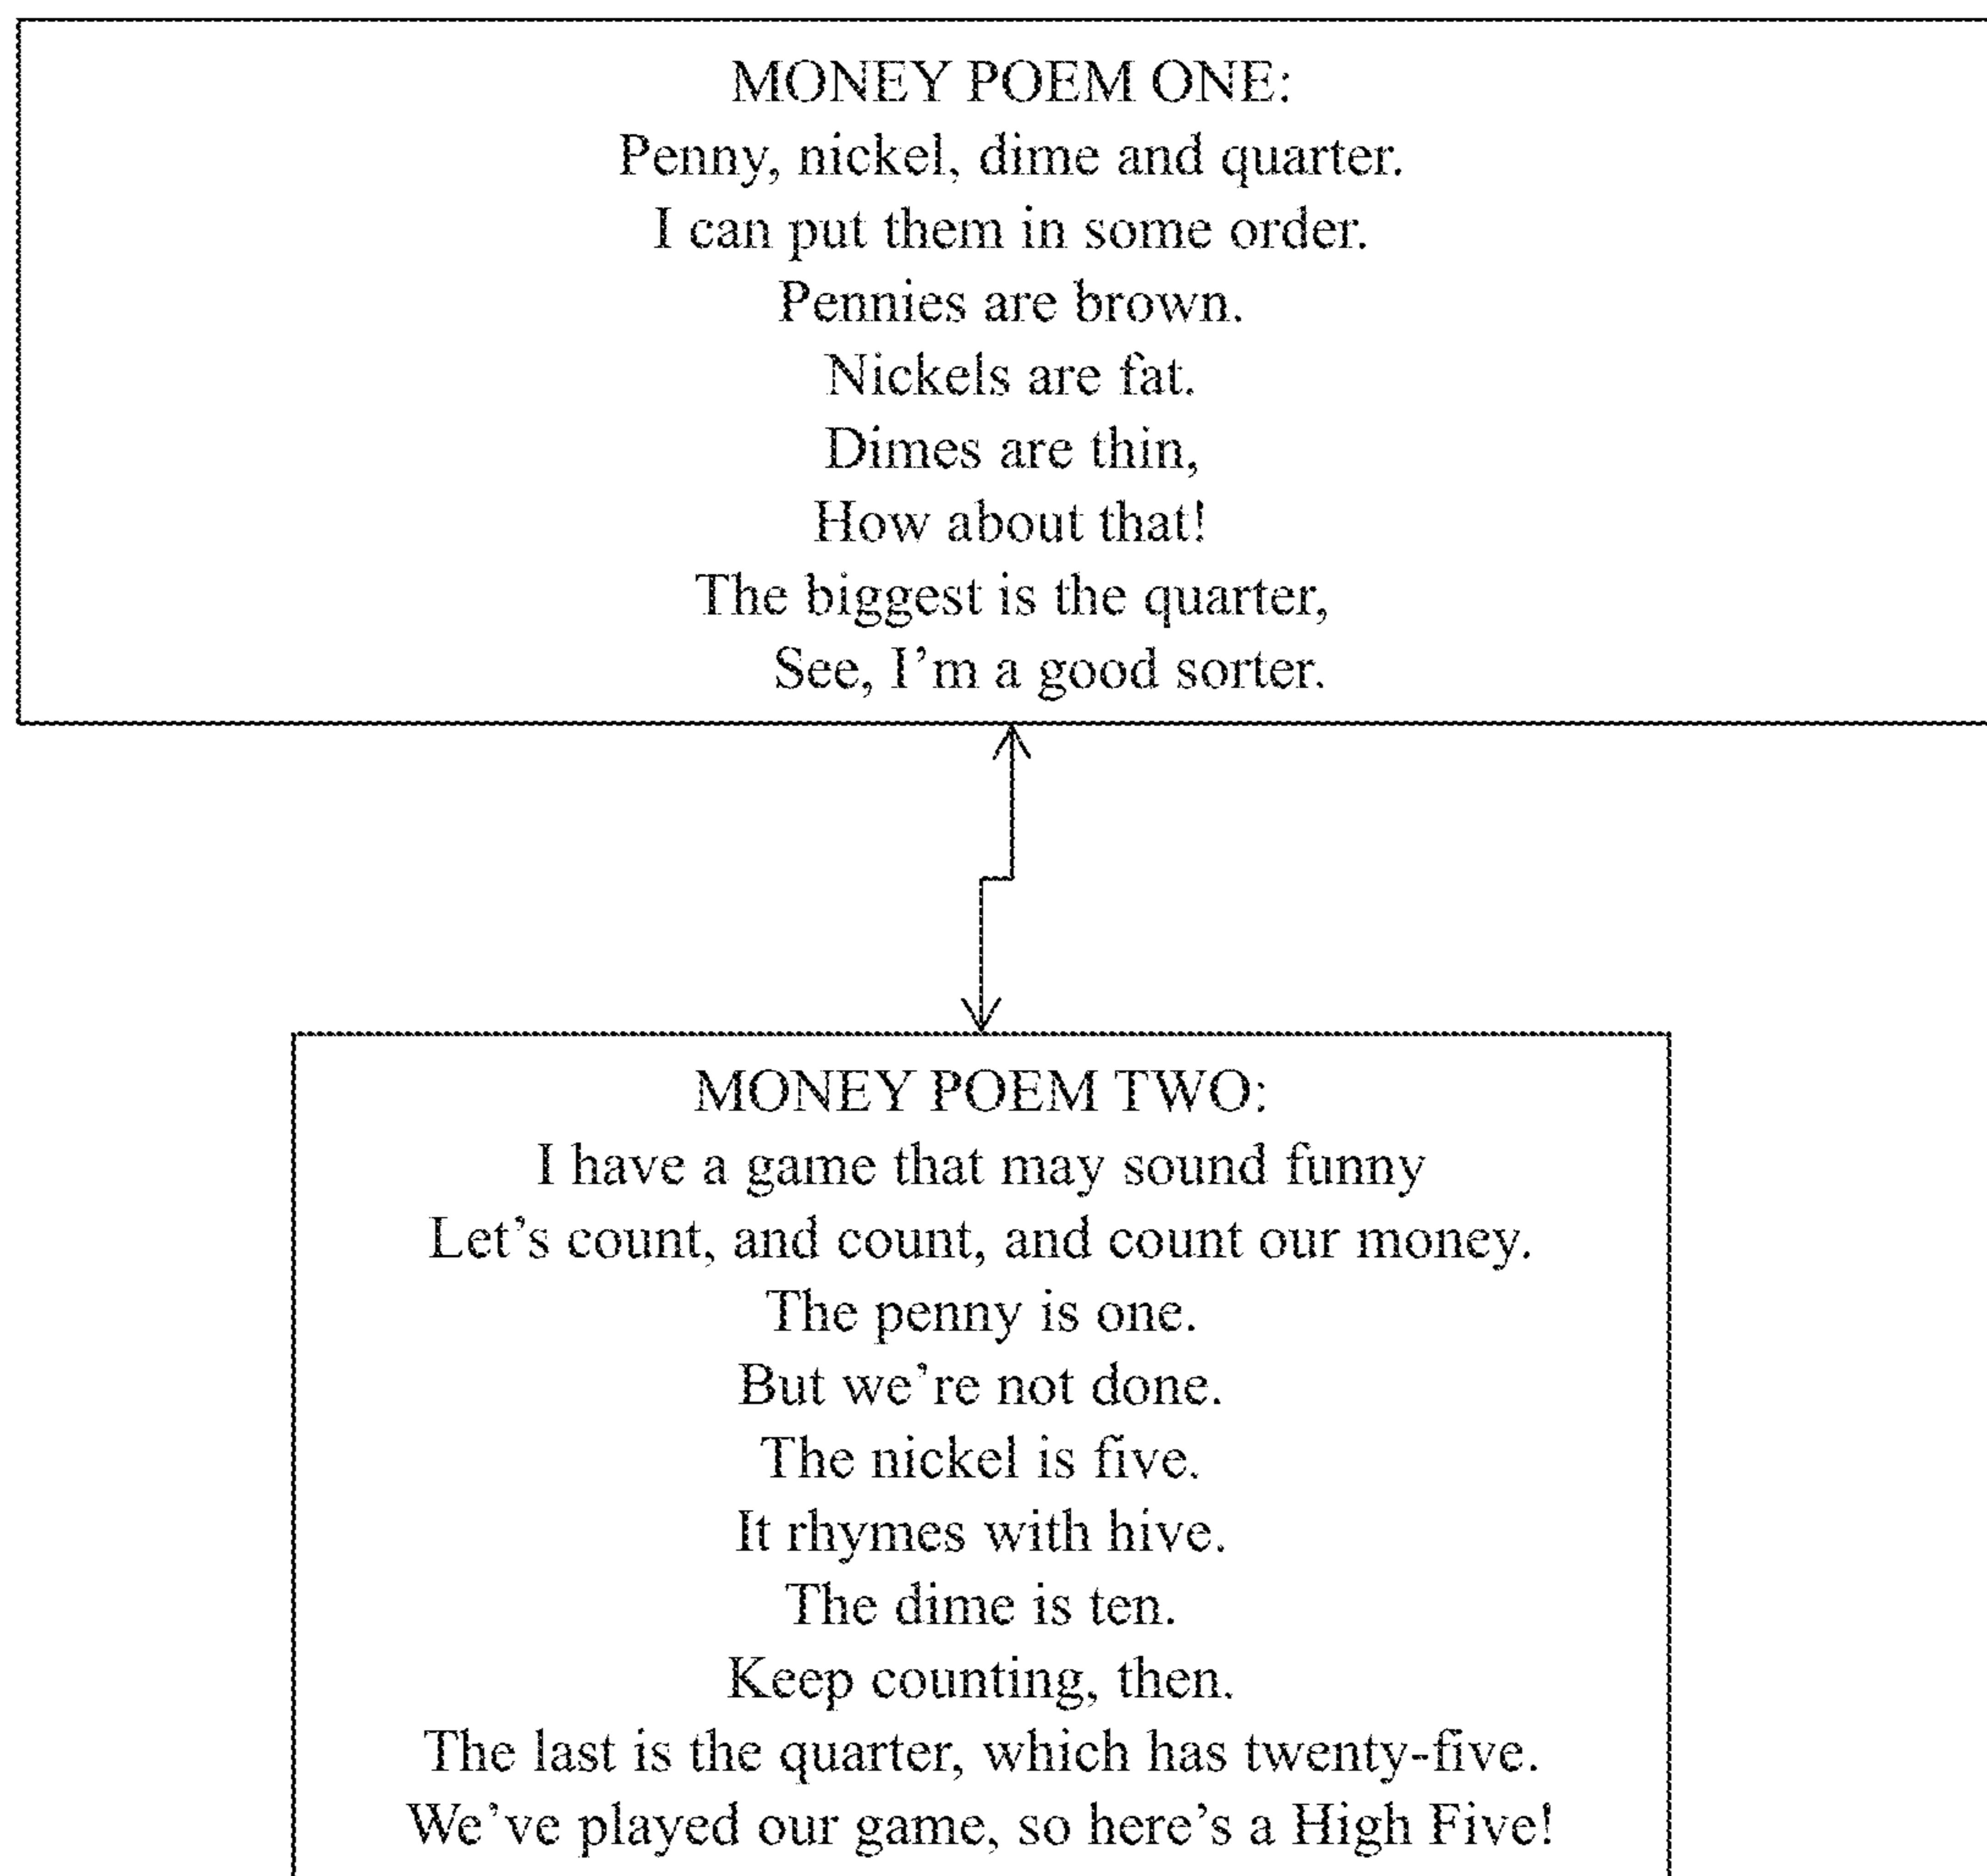 MONEY POEM ONE:
Penny, nickel, dime and quarter.
I can put them in some order.
Pennies are brown.
Nickels are fat.
Dimes are thin,
How about that!
The biggest is the quarter,
See, I’m a good sorter.
MONEY POEM TWO:
I have a game that may sound funny
Let’s count, and count, and count our money.
The penny is one.
But we’re not done.
The nickel is five.
It rhymes with hive.
The dime is ten.
Keep counting, then.
The last is the quarter, which has twenty-five.
We’ve played our game, so here’s a High Five!